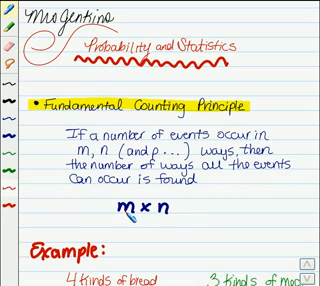 Mrs Jenkins
Probability and Statistics
• Fundamental Counting Principle
If a number of events occur in
m, n (and p...) ways, then
the number of ways all the events
can occur is found
m x n
Example:
4 kinds of bread
3 kinds of